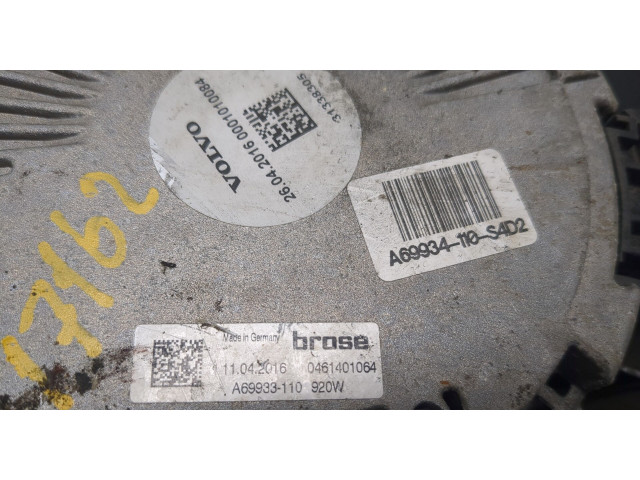 VOLVO
26.04.2016 0001010084
31338305
A69934-110-S4D2
17462
Made in Germany brose
11.04.2016 0461401064
A69933-110 920W